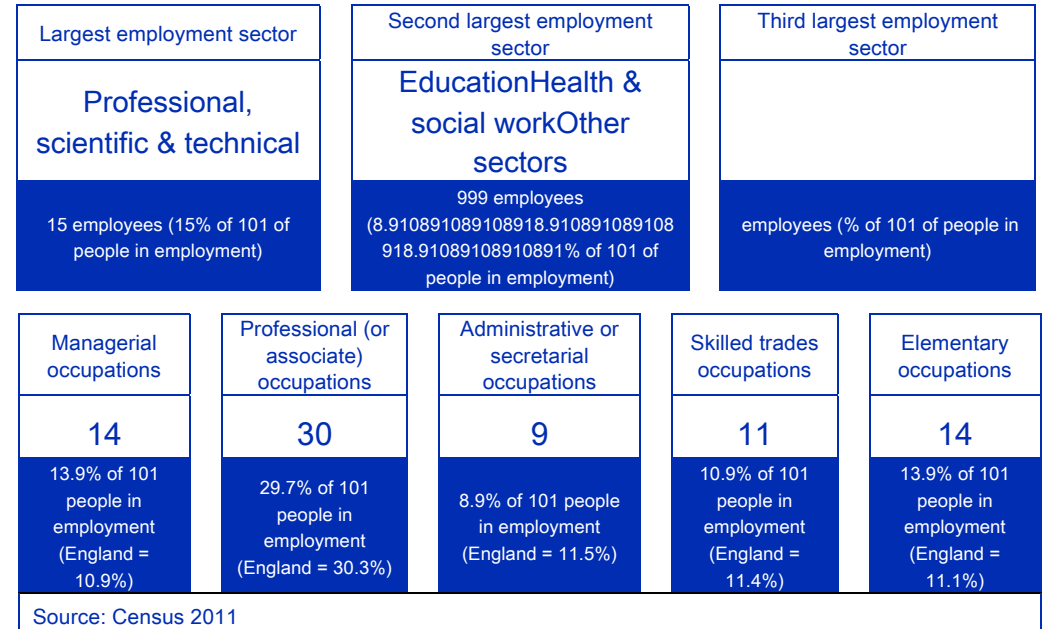 Largest employment sector
Professional,
scientific & technical
15 employees (15% of 101 of
people in employment)
Second largest employment
sector
EducationHealth &
social workOther
sectors
999 employees
(8.910891089108918.910891089108
918.91089108910891% of 101 of
people in employment)
Third largest employment
sector
employees (% of 101 of people in
employment)
Managerial
occupations
14
13.9% of 101
people in
employment
(England =
10.9%)
Professional (or
associate)
occupations
30
29.7% of 101
people in
employment
(England = 30.3%)
Administrative or
secretarial
occupations
9
8.9% of 101 people
in employment
(England = 11.5%)
Skilled trades
occupations
11
10.9% of 101
people in
employment
(England =
11.4%)
Elementary
occupations
14
13.9% of 101
people in
employment
(England =
11.1%)
Source: Census 2011